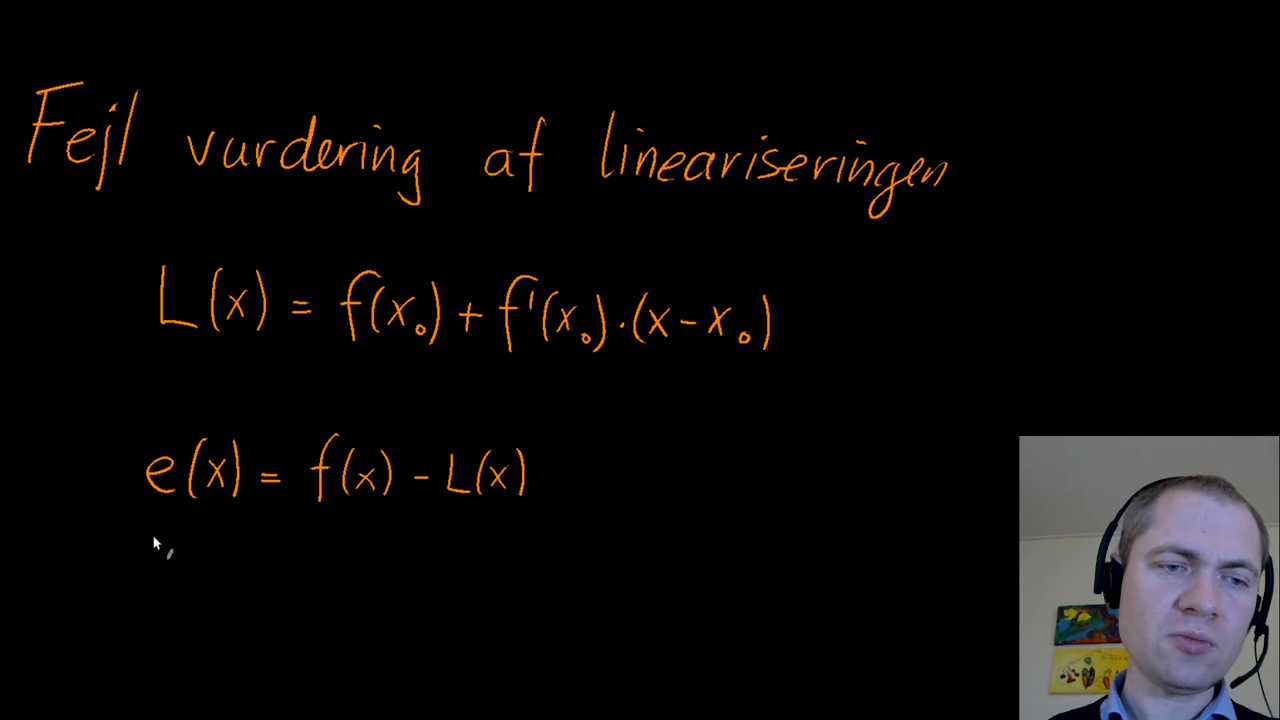 Fejl vurdering af lineariseringen
L(x) = f(x₀) + f'(x₀)·(x - x₀)
e(x) = f(x) - L(x)